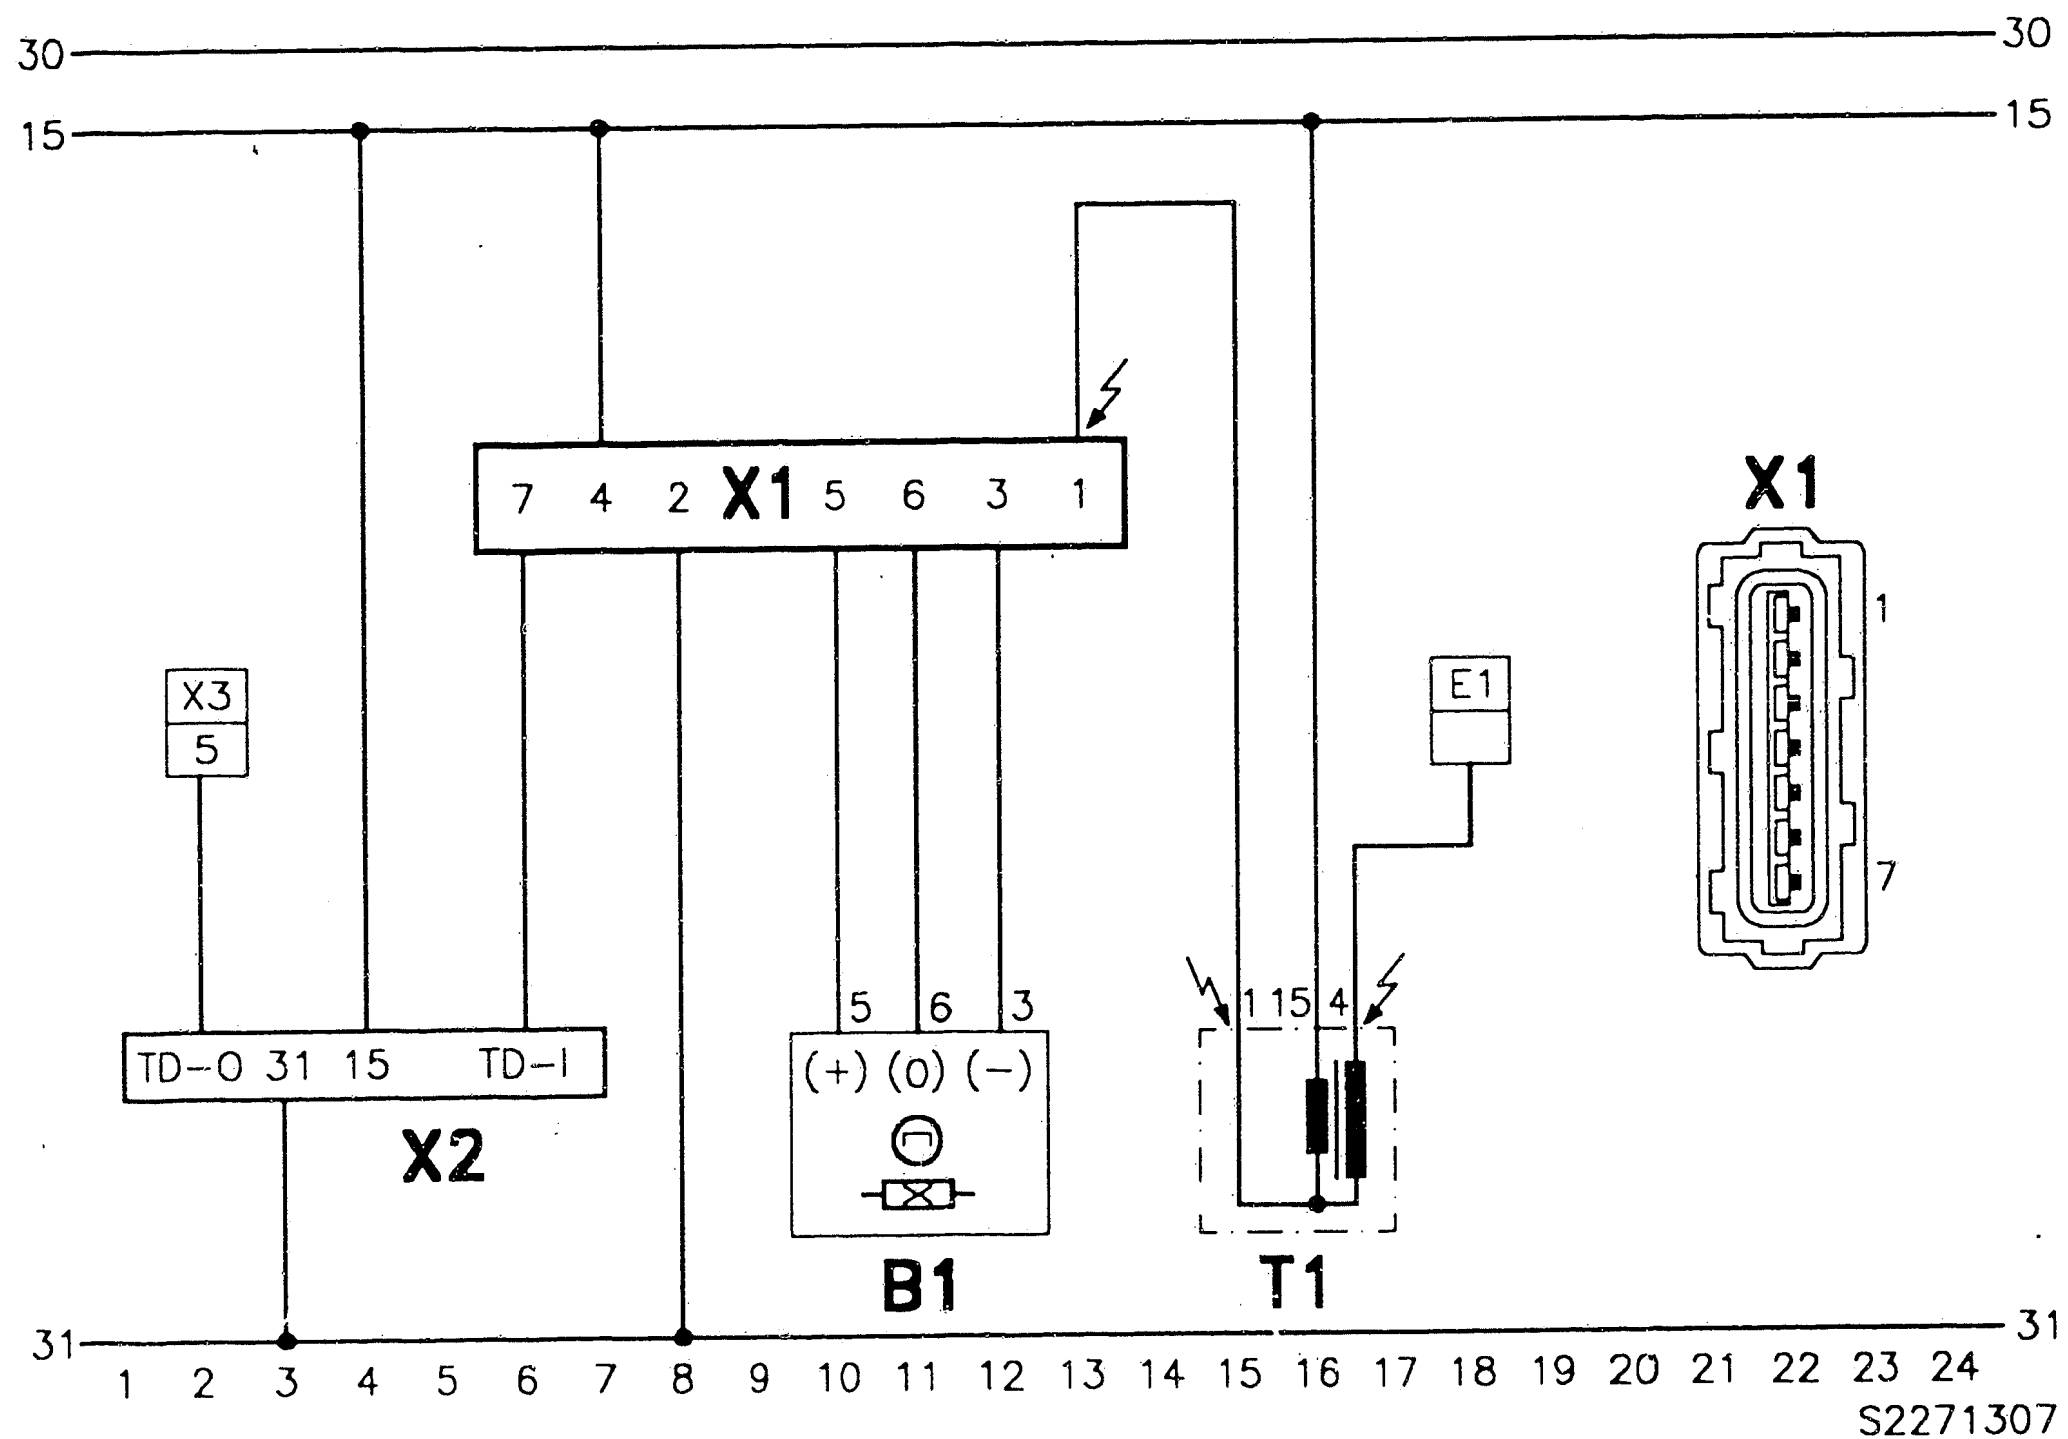 30 30
15 15
X1
7 4 2 X1 5 6 3 1
1
X3
5
E1
7
5 6 3
1 15 4
TD-O 31 15 TD-I
(+) (0) (-)
X2
B1
T1
31 31
1 2 3 4 5 6 7 8 9 10 11 12 13 14 15 16 17 18 19 20 21 22 23 24
S2271307